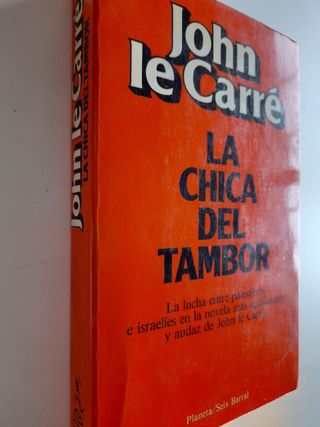 John
le Carré
LA
CHICA
DEL
TAMBOR
La lucha entre palestinos
e israelíes en la novela más
y audaz de John le Carré
Planeta/Seix Barral
John le Carré
LA CHICA DEL TAMBOR